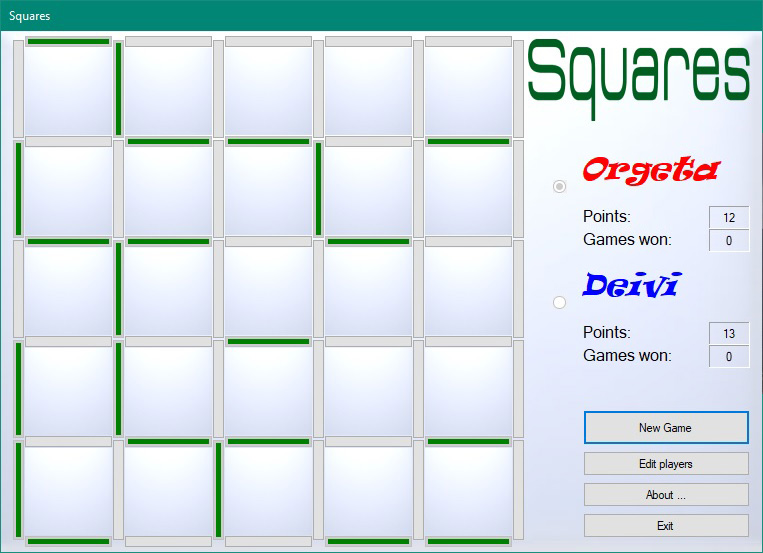 Squares
Squares
Orgeta
Points: 12
Games won: 0
Deivi
Points: 13
Games won: 0
New Game
Edit players
About ...
Exit